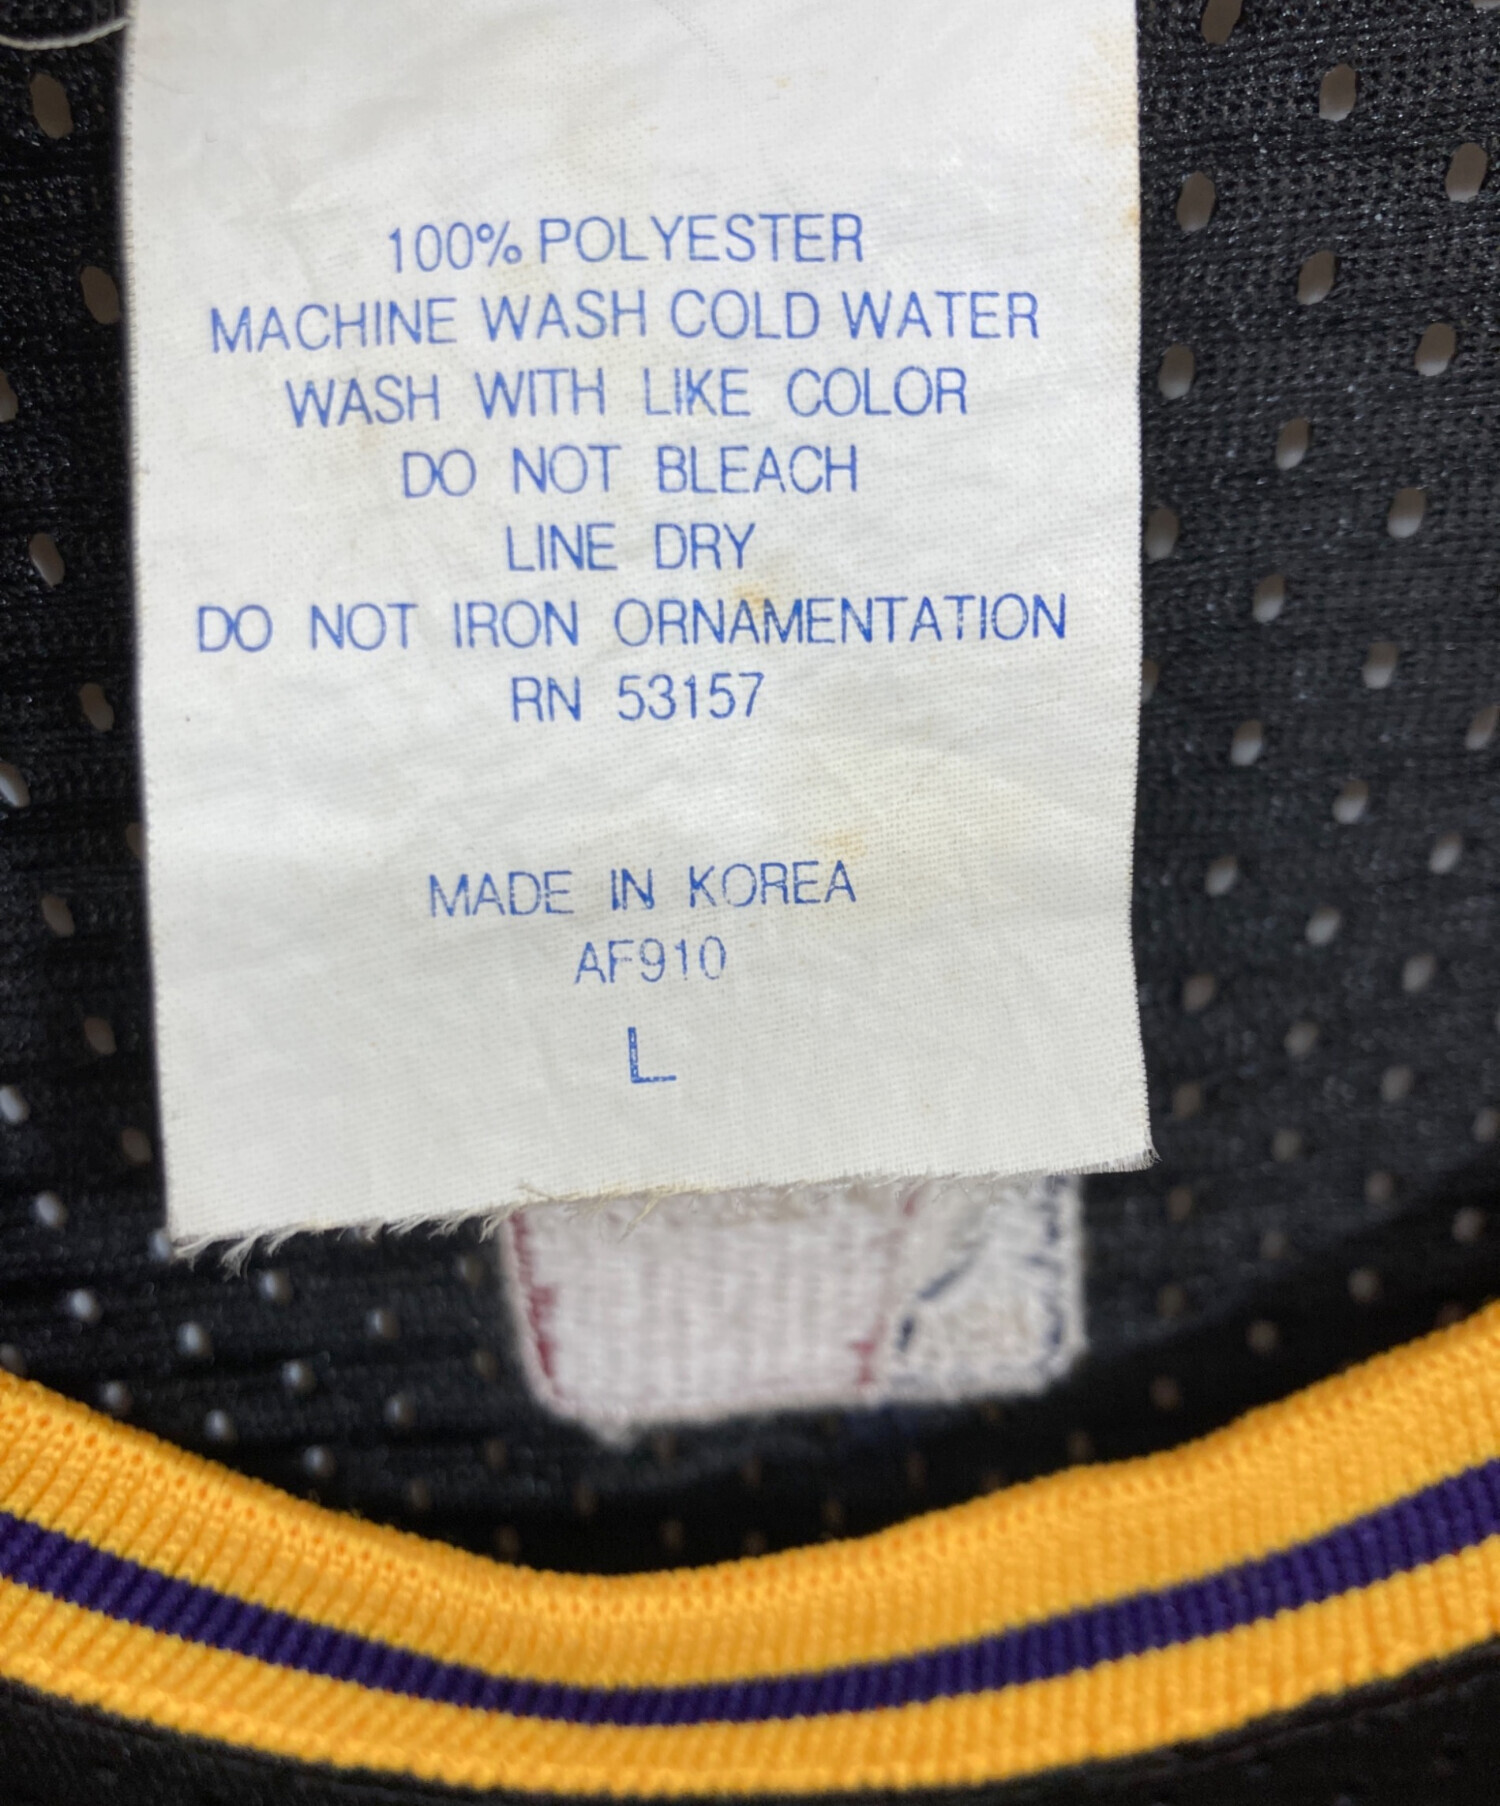 100% POLYESTER
MACHINE WASH COLD WATER
WASH WITH LIKE COLOR
DO NOT BLEACH
LINE DRY
DO NOT IRON ORNAMENTATION
RN 53157
MADE IN KOREA
AF910
L